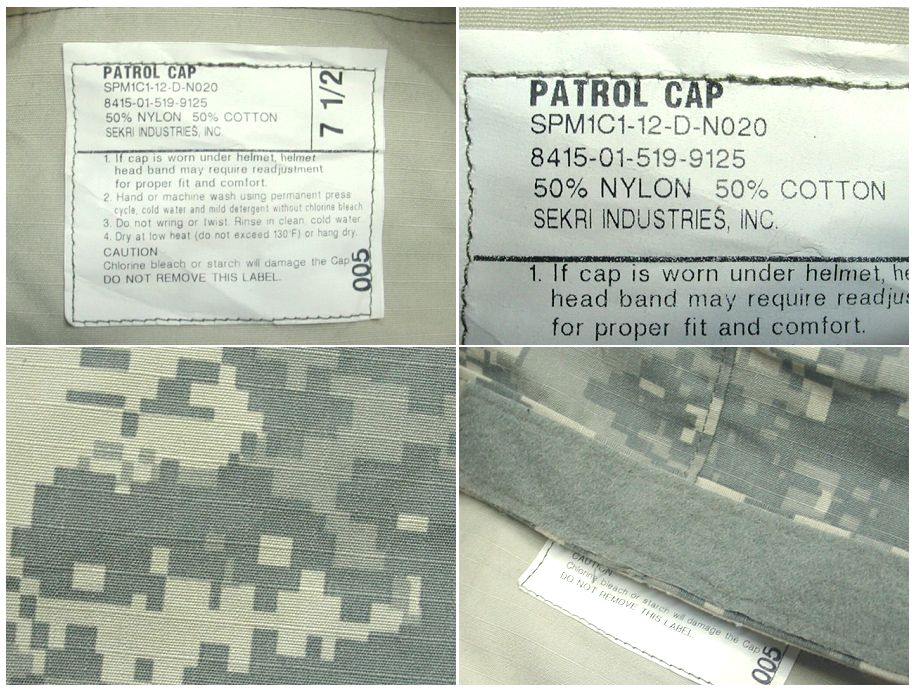 PATROL CAP
SPM1C1-12-D-N020
8415-01-519-9125
50% NYLON 50% COTTON
SEKRI INDUSTRIES, INC.
7 1/2
1. If cap is worn under helmet, helmet
head band may require readjustment
for proper fit and comfort.
2. Hand or machine wash using permanent press
cycle, cold water and mild detergent without chlorine bleach
3. Do not wring or twist. Rinse in clean, cold water
4. Dry at low heat (do not exceed 130°F) or hang dry.
CAUTION
Chlorine bleach or starch will damage the Cap
DO NOT REMOVE THIS LABEL.
005
PATROL CAP
SPM1C1-12-D-N020
8415-01-519-9125
50% NYLON 50% COTTON
SEKRI INDUSTRIES, INC.
1. If cap is worn under helmet, he
head band may require readjus
for proper fit and comfort.
CAUTION
Chlorine bleach or starch will damage the Cap
DO NOT REMOVE THIS LABEL.
005